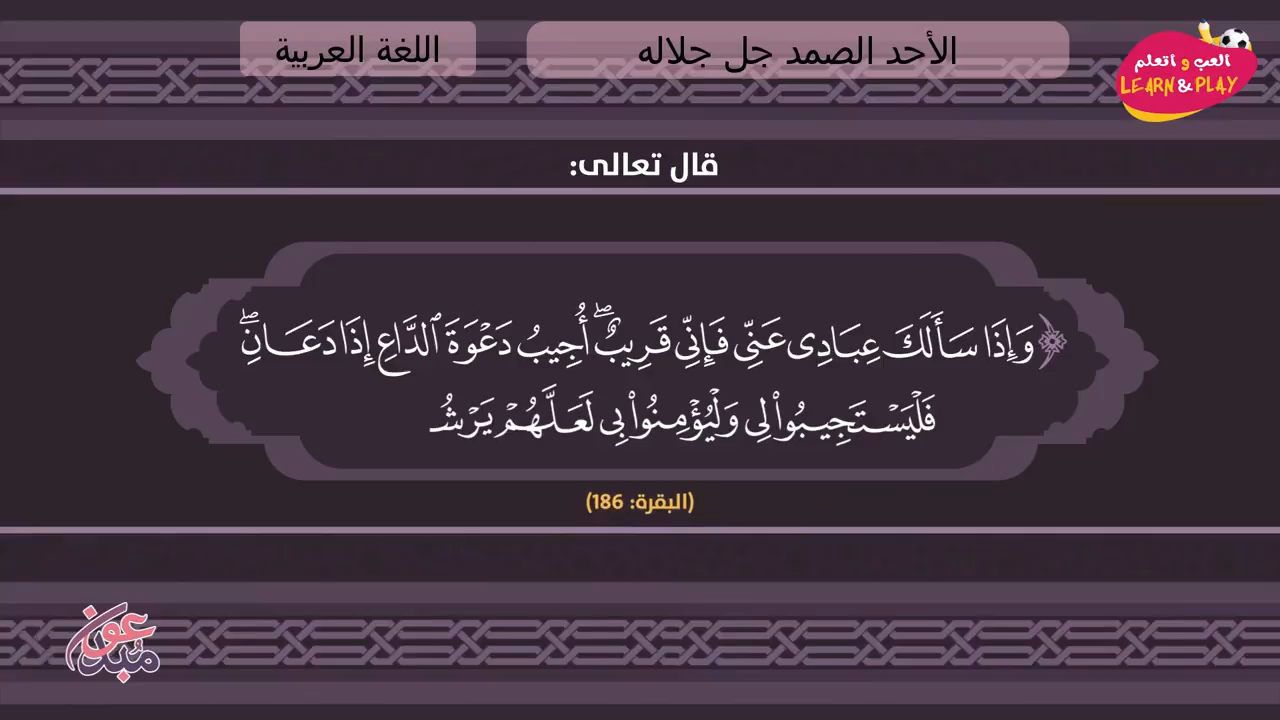 الأحد الصمد جل جلاله
اللغة العربية
العب و اتعلم
LEARN & PLAY
قال تعالى:
﴿وَإِذَا سَأَلَكَ عِبَادِى عَنِّى فَإِنِّى قَرِيبٌۖ أُجِيبُ دَعْوَةَ ٱلدَّاعِ إِذَا دَعَانِۖ
فَلْيَسْتَجِيبُوا۟ لِى وَلْيُؤْمِنُوا۟ بِى لَعَلَّهُمْ يَرْشُ
(البقرة: 186)
مُبدعون